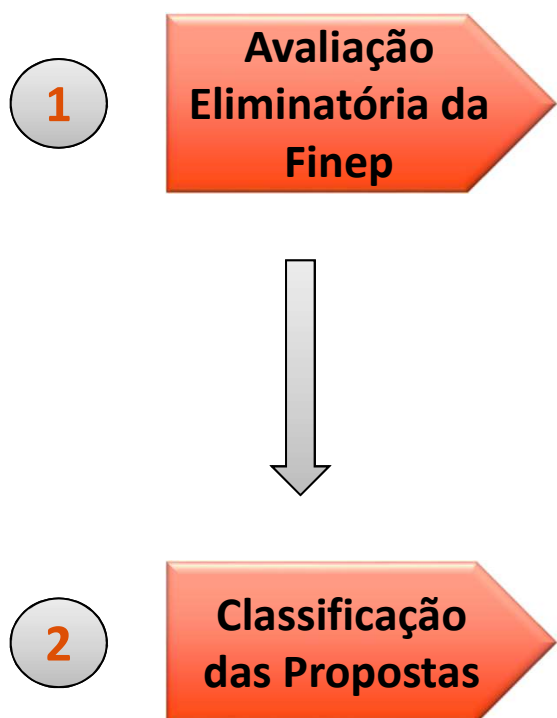 1
Avaliação
Eliminatória da
Finep
2
Classificação
das Propostas